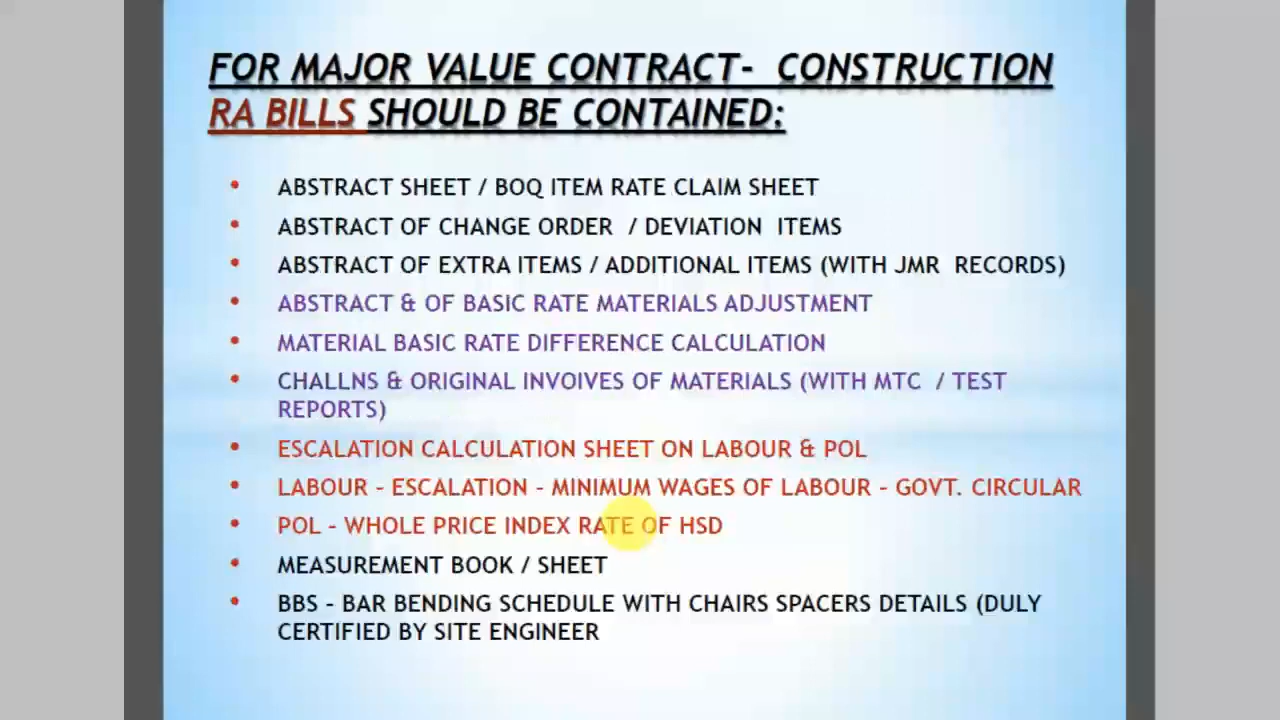 FOR MAJOR VALUE CONTRACT- CONSTRUCTION
RA BILLS SHOULD BE CONTAINED:
• ABSTRACT SHEET / BOQ ITEM RATE CLAIM SHEET
• ABSTRACT OF CHANGE ORDER / DEVIATION ITEMS
• ABSTRACT OF EXTRA ITEMS / ADDITIONAL ITEMS (WITH JMR RECORDS)
• ABSTRACT & OF BASIC RATE MATERIALS ADJUSTMENT
• MATERIAL BASIC RATE DIFFERENCE CALCULATION
• CHALLNS & ORIGINAL INVOIVES OF MATERIALS (WITH MTC / TEST
REPORTS)
• ESCALATION CALCULATION SHEET ON LABOUR & POL
• LABOUR – ESCALATION – MINIMUM WAGES OF LABOUR – GOVT. CIRCULAR
• POL – WHOLE PRICE INDEX RATE OF HSD
• MEASUREMENT BOOK / SHEET
• BBS – BAR BENDING SCHEDULE WITH CHAIRS SPACERS DETAILS (DULY
CERTIFIED BY SITE ENGINEER